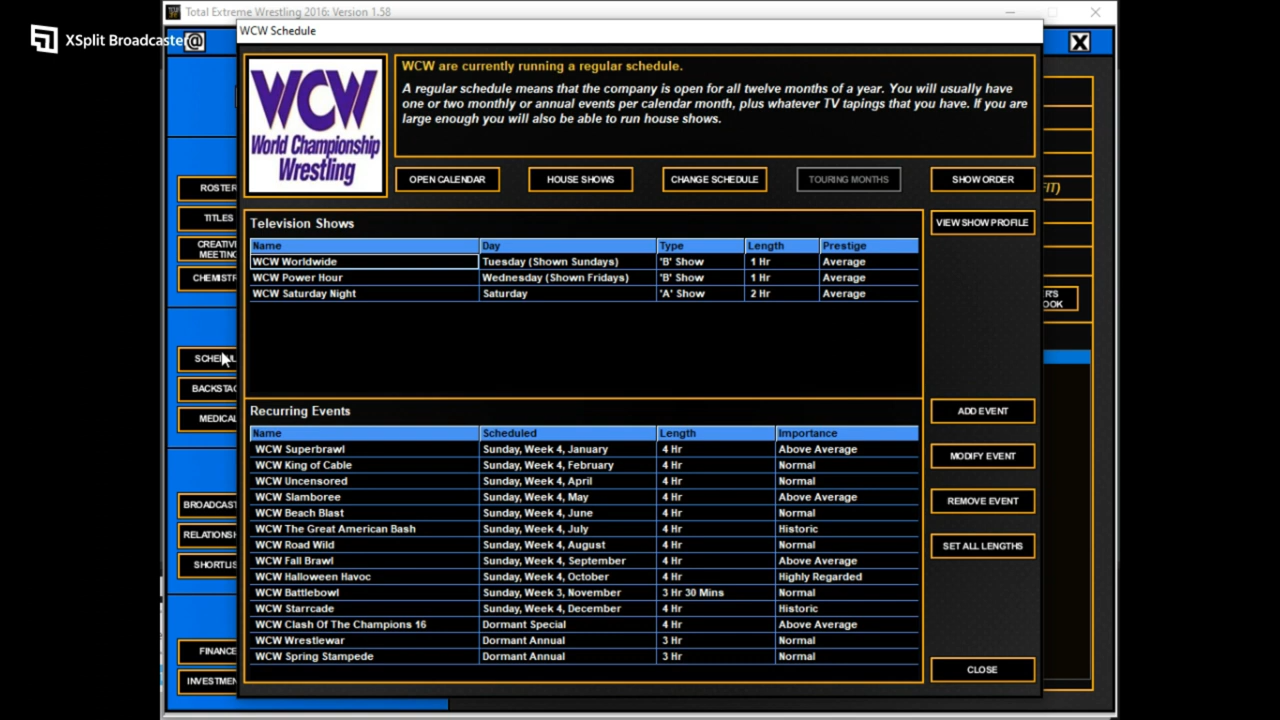 Total Extreme Wrestling 2016: Version 1.58
XSplit Broadcaster
@
X
WCW Schedule
WCW
World Championship
Wrestling
WCW are currently running a regular schedule.
A regular schedule means that the company is open for all twelve months of a year. You will usually have
one or two monthly or annual events per calendar month, plus whatever TV tapings that you have. If you are
large enough you will also be able to run house shows.
OPEN CALENDAR HOUSE SHOWS CHANGE SCHEDULE TOURING MONTHS SHOW ORDER
ROSTER
TITLES
CREATIV
MEETIN
CHEMISTR
SCHEDUL
BACKSTAG
MEDICAL
BROADCAST
RELATIONSH
SHORTLIS
FINANCE
INVESTMEN
Television Shows
VIEW SHOW PROFILE
Name Day Type Length Prestige
WCW Worldwide Tuesday (Shown Sundays) 'B' Show 1 Hr Average
WCW Power Hour Wednesday (Shown Fridays) 'B' Show 1 Hr Average
WCW Saturday Night Saturday 'A' Show 2 Hr Average
Recurring Events
Name Scheduled Length Importance
WCW Superbrawl Sunday, Week 4, January 4 Hr Above Average
WCW King of Cable Sunday, Week 4, February 4 Hr Normal
WCW Uncensored Sunday, Week 4, April 4 Hr Normal
WCW Slamboree Sunday, Week 4, May 4 Hr Above Average
WCW Beach Blast Sunday, Week 4, June 4 Hr Normal
WCW The Great American Bash Sunday, Week 4, July 4 Hr Historic
WCW Road Wild Sunday, Week 4, August 4 Hr Normal
WCW Fall Brawl Sunday, Week 4, September 4 Hr Above Average
WCW Halloween Havoc Sunday, Week 4, October 4 Hr Highly Regarded
WCW Battlebowl Sunday, Week 3, November 3 Hr 30 Mins Normal
WCW Starrcade Sunday, Week 4, December 4 Hr Historic
WCW Clash Of The Champions 16 Dormant Special 4 Hr Above Average
WCW Wrestlewar Dormant Annual 3 Hr Normal
WCW Spring Stampede Dormant Annual 3 Hr Normal
ADD EVENT
MODIFY EVENT
REMOVE EVENT
SET ALL LENGTHS
CLOSE
FIT)
R'S
OOK